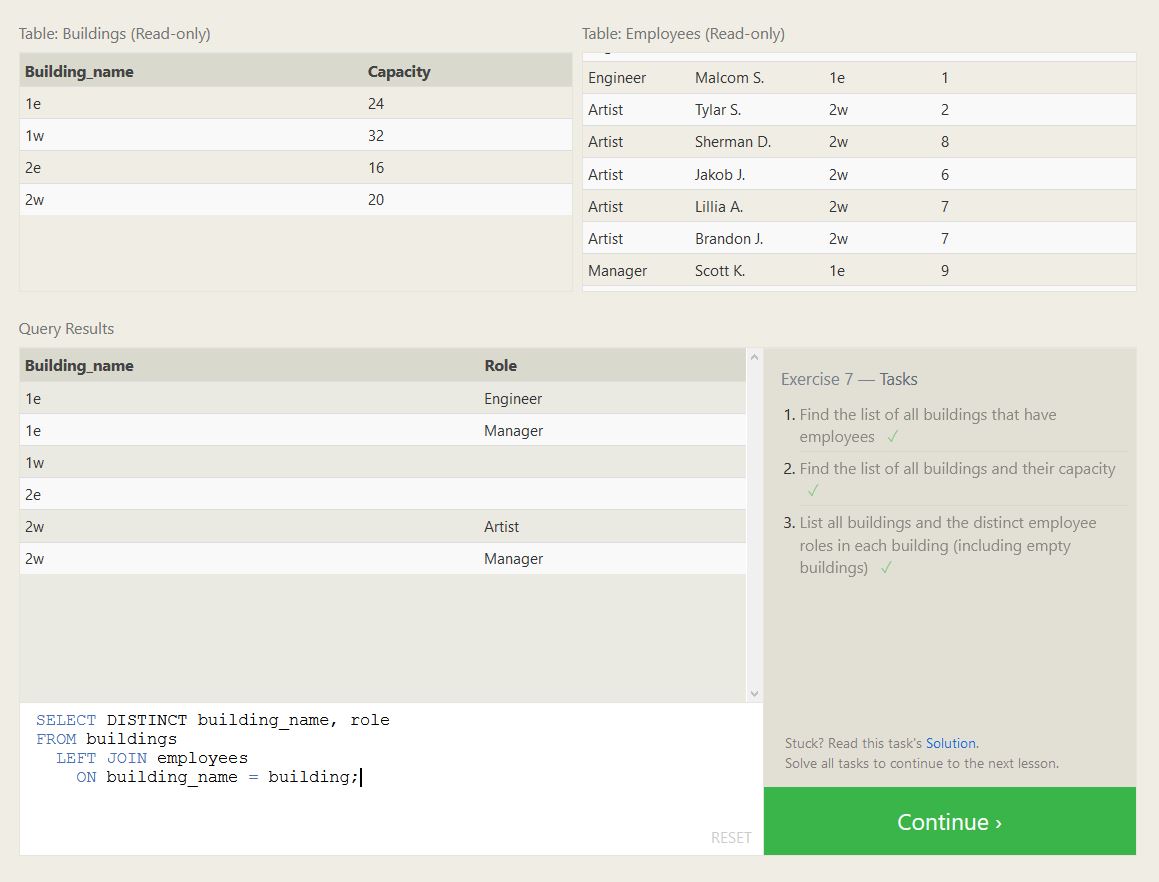 Table: Buildings (Read-only)
Building_name Capacity
1e 24
1w 32
2e 16
2w 20
Table: Employees (Read-only)
Engineer Malcom S. 1e 1
Artist Tylar S. 2w 2
Artist Sherman D. 2w 8
Artist Jakob J. 2w 6
Artist Lillia A. 2w 7
Artist Brandon J. 2w 7
Manager Scott K. 1e 9
Query Results
Building_name Role
1e Engineer
1e Manager
1w
2e
2w Artist
2w Manager
SELECT DISTINCT building_name, role
FROM buildings
LEFT JOIN employees
ON building_name = building;
RESET
Exercise 7 — Tasks
1. Find the list of all buildings that have
employees ✓
2. Find the list of all buildings and their capacity
✓
3. List all buildings and the distinct employee
roles in each building (including empty
buildings) ✓
Stuck? Read this task's Solution.
Solve all tasks to continue to the next lesson.
Continue ›